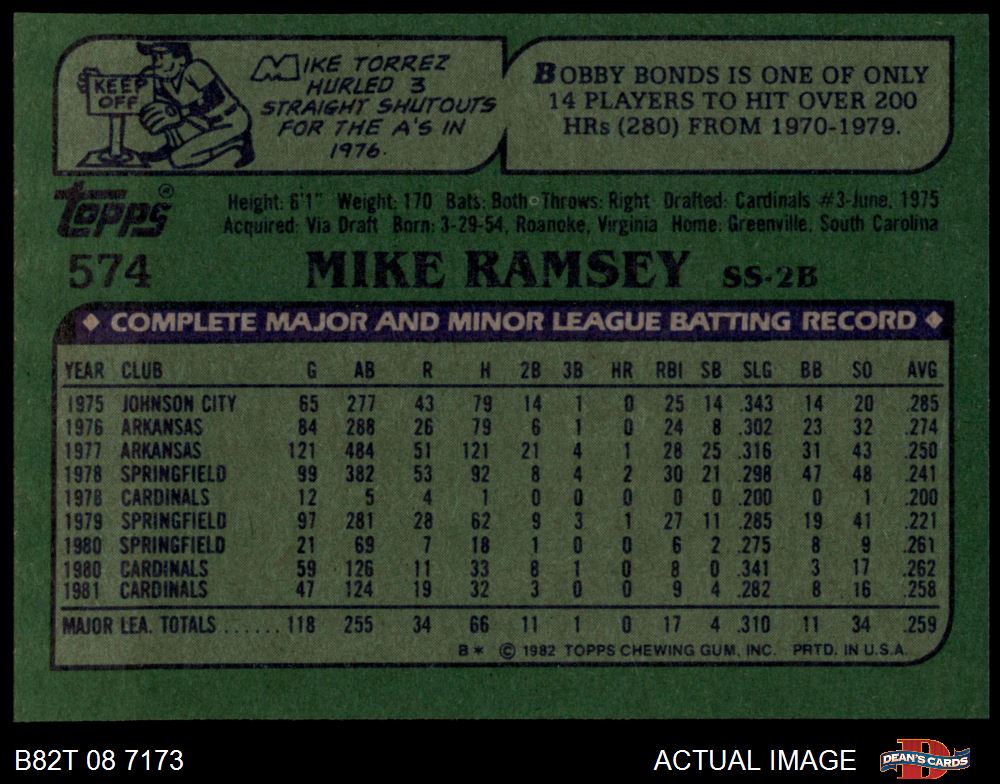 KEEP
OFF
MIKE TORREZ
HURLED 3
STRAIGHT SHUTOUTS
FOR THE A'S IN
1976.
BOBBY BONDS IS ONE OF ONLY
14 PLAYERS TO HIT OVER 200
HRs (280) FROM 1970-1979.
Topps®
Height: 6'1" Weight: 170 Bats: Both Throws: Right Drafted: Cardinals #3-June, 1975
Acquired: Via Draft Born: 3-29-54, Roanoke, Virginia Home: Greenville, South Carolina
574 MIKE RAMSEY SS-2B
◆ COMPLETE MAJOR AND MINOR LEAGUE BATTING RECORD ◆
YEAR CLUB G AB R H 2B 3B HR RBI SB SLG BB SO AVG
1975 JOHNSON CITY 65 277 43 79 14 1 0 25 14 .343 14 20 .285
1976 ARKANSAS 84 288 26 79 6 1 0 24 8 .302 23 32 .274
1977 ARKANSAS 121 484 51 121 21 4 1 28 25 .316 31 43 .250
1978 SPRINGFIELD 99 382 53 92 8 4 2 30 21 .298 47 48 .241
1978 CARDINALS 12 5 4 1 0 0 0 0 0 .200 0 1 .200
1979 SPRINGFIELD 97 281 28 62 9 3 1 27 11 .285 19 41 .221
1980 SPRINGFIELD 21 69 7 18 1 0 0 6 2 .275 8 9 .261
1980 CARDINALS 59 126 11 33 8 1 0 8 0 .341 3 17 .262
1981 CARDINALS 47 124 19 32 3 0 0 9 4 .282 8 16 .258
MAJOR LEA. TOTALS ...... 118 255 34 66 11 1 0 17 4 .310 11 34 .259
B* © 1982 TOPPS CHEWING GUM, INC. PRTD. IN U.S.A.
B82T 08 7173 ACTUAL IMAGE DEAN'S CARDS